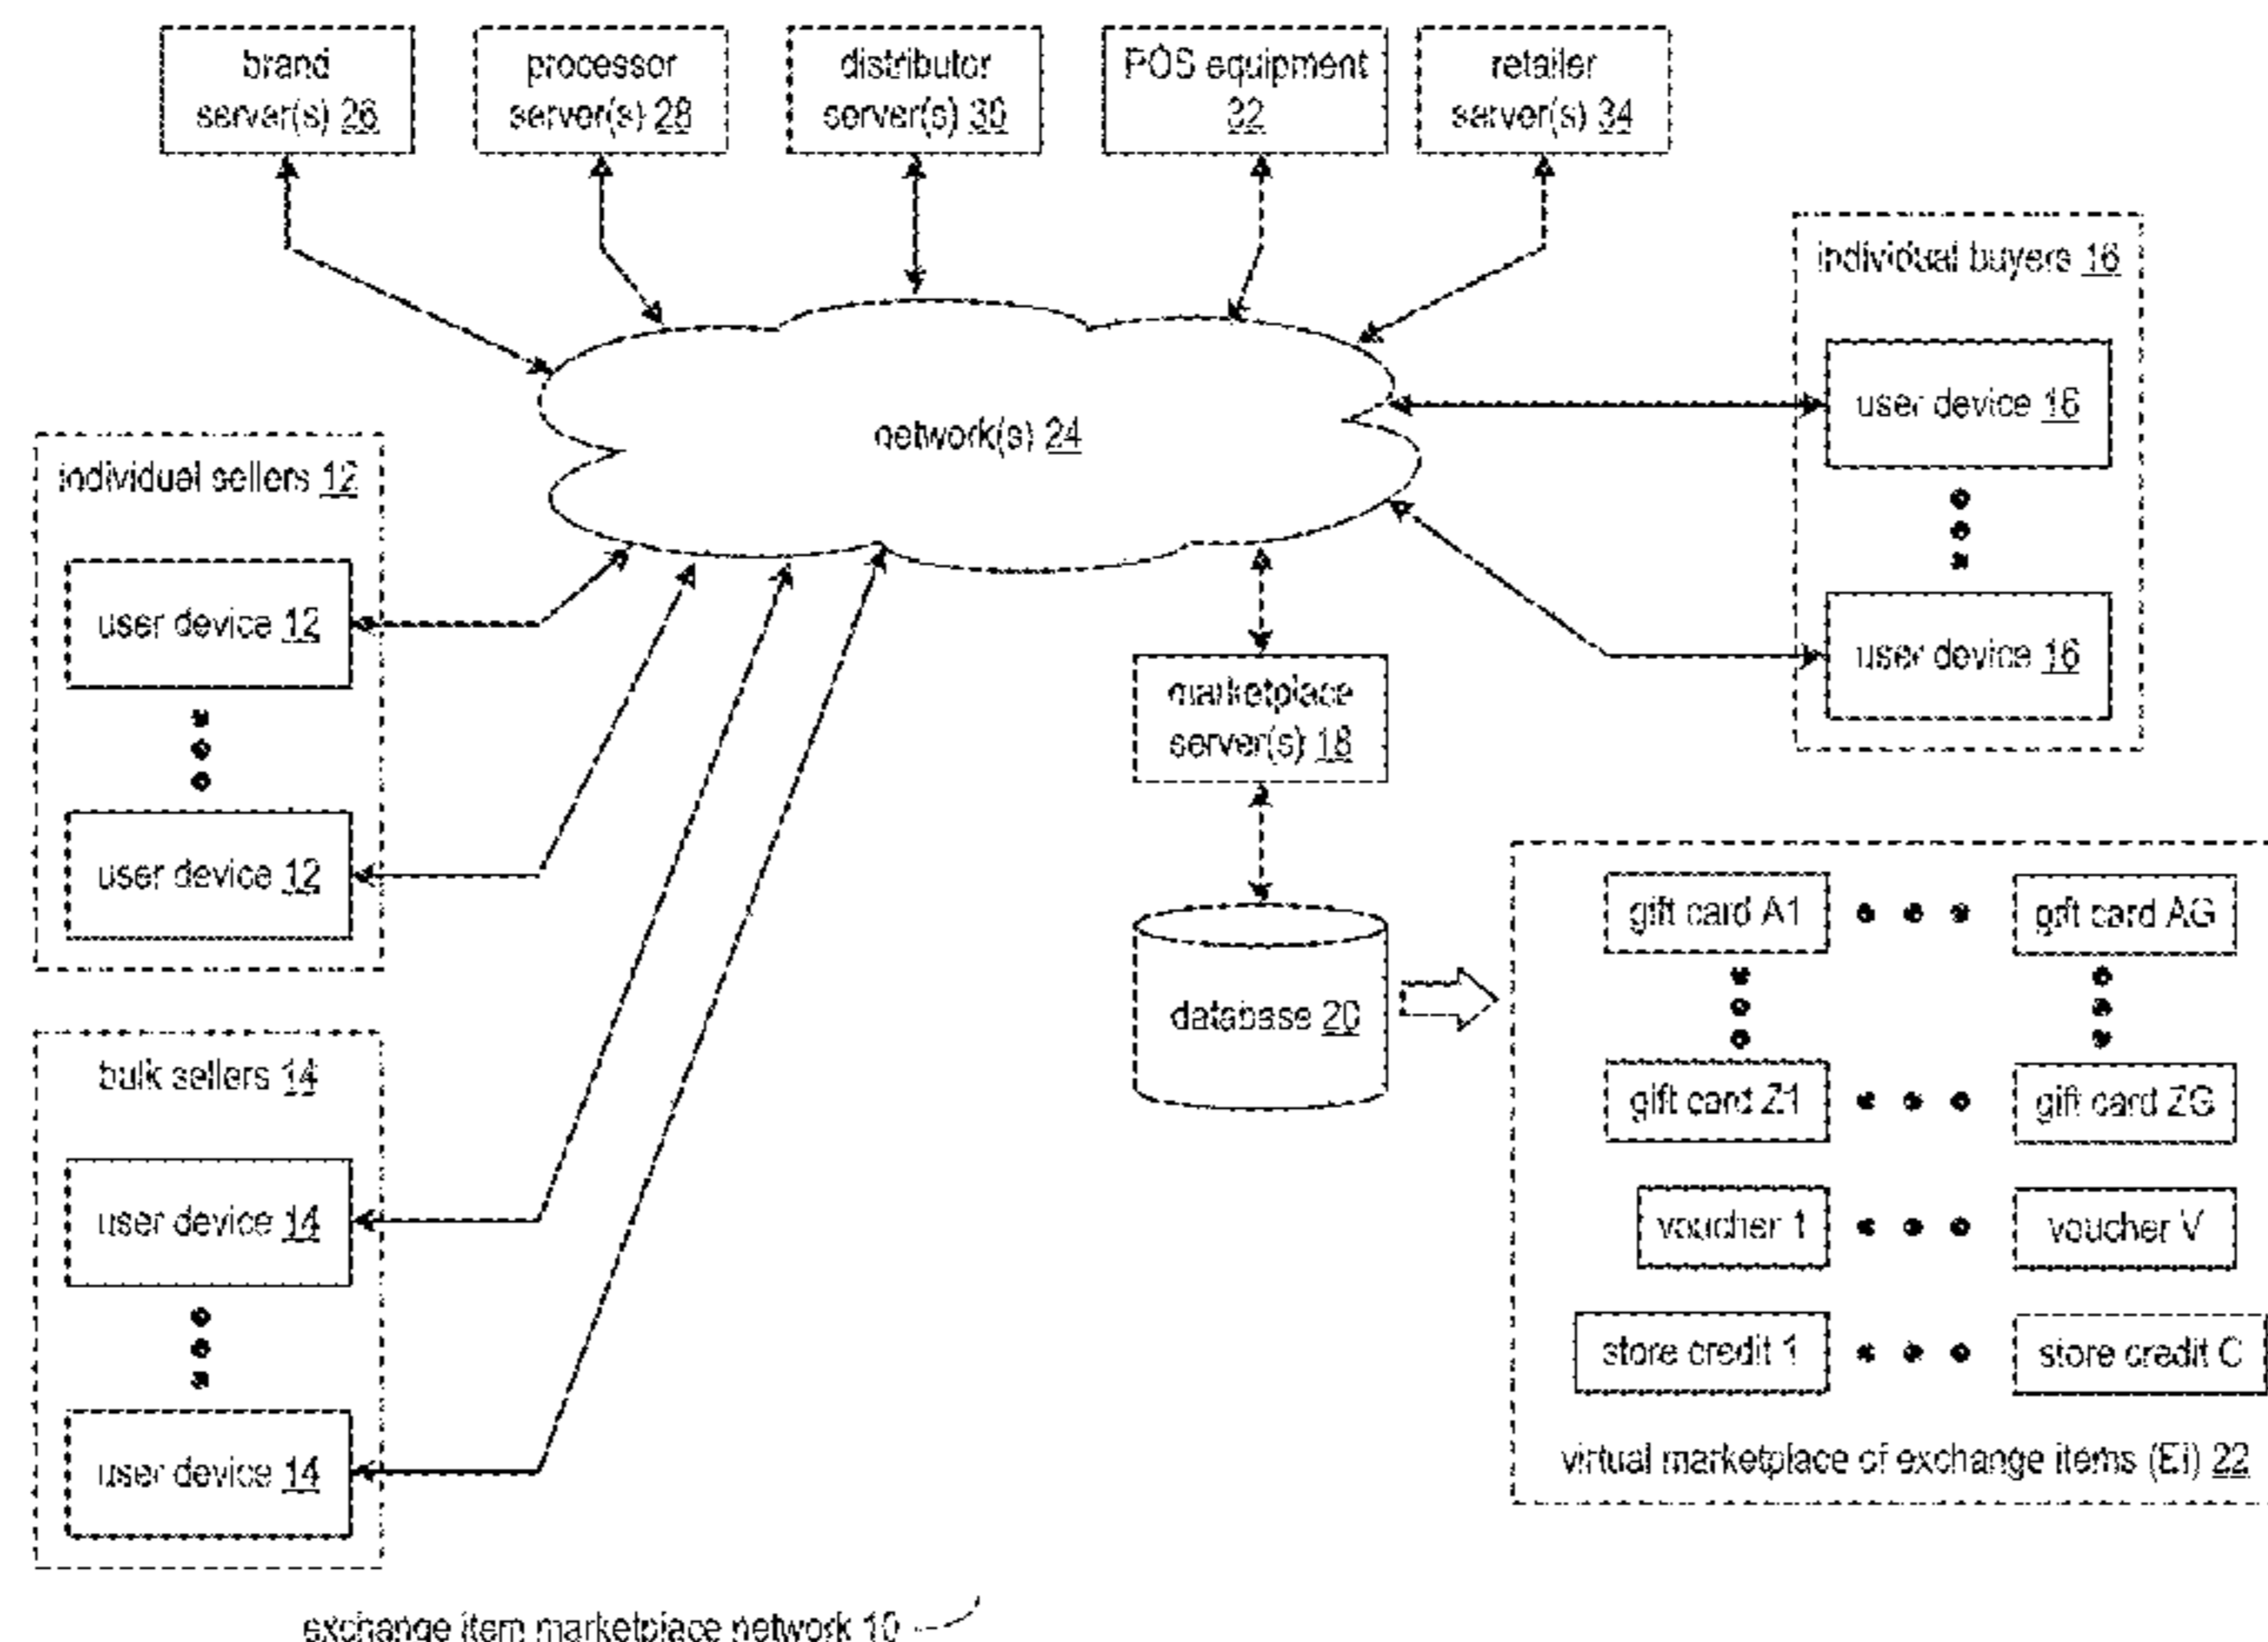 brand
server(s) 26
processor
server(s) 28
distributor
server(s) 30
POS equipment
32
retailer
server(s) 34
individual buyers 16
user device 16
user device 16
network(s) 24
individual sellers 12
user device 12
user device 12
marketplace
server(s) 18
database 20
bulk sellers 14
user device 14
user device 14
gift card A1
gift card AG
gift card Z1
gift card ZG
voucher 1
voucher V
store credit 1
store credit C
virtual marketplace of exchange items (EI) 22
exchange item marketplace network 10